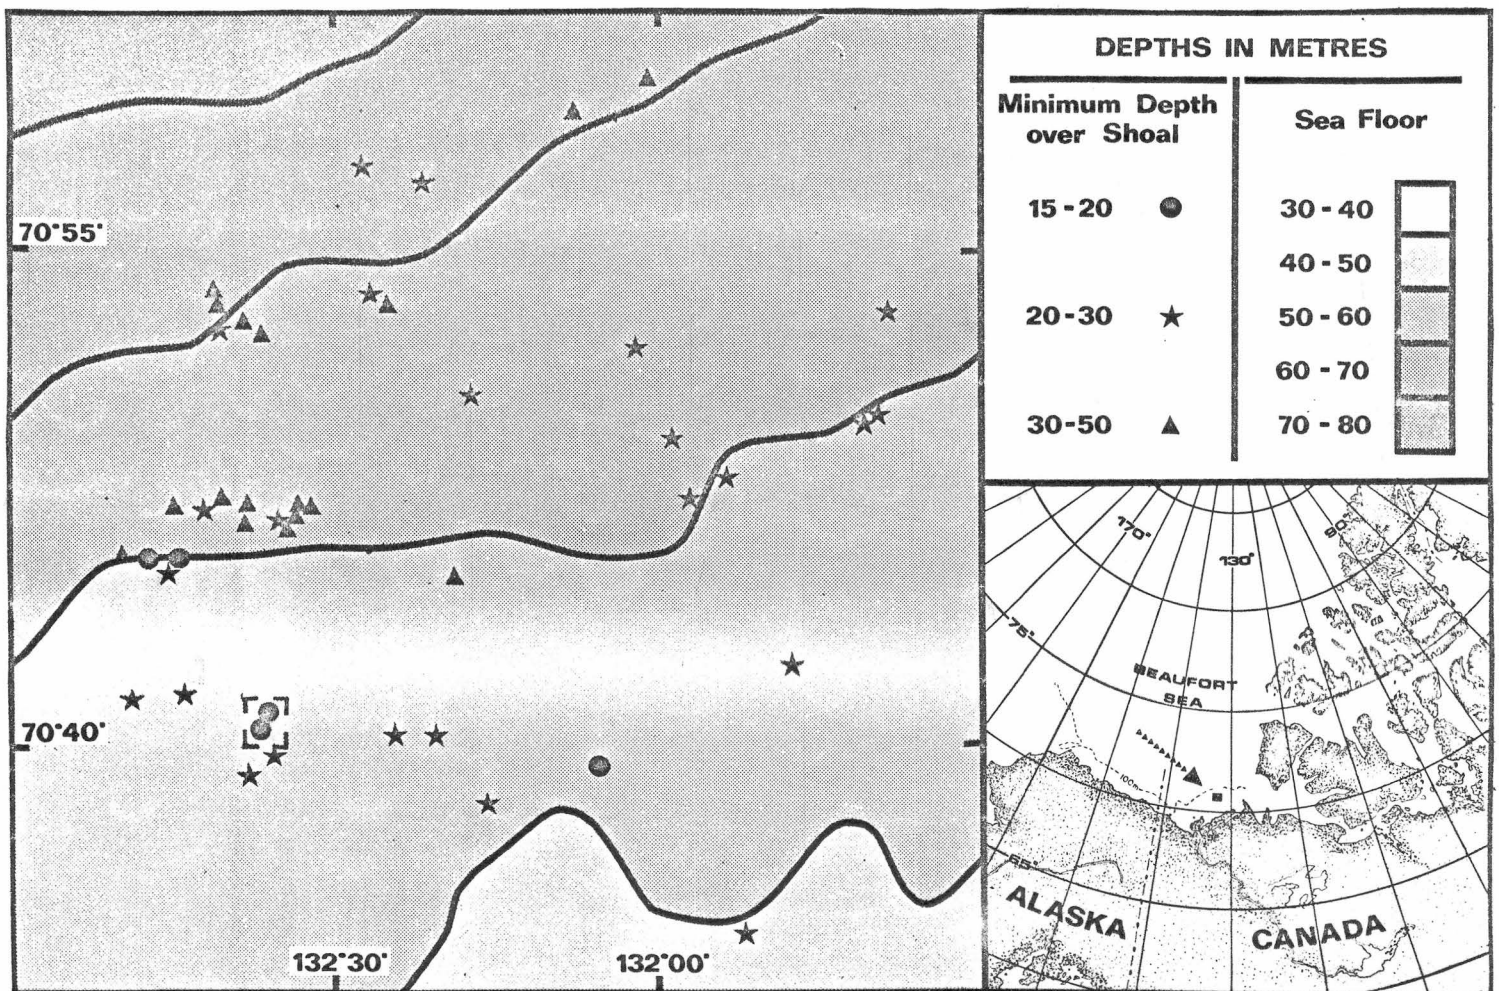 70°55'
70°40'
132°30'
132°00'
DEPTHS IN METRES
Minimum Depth
over Shoal
Sea Floor
15-20
20-30
30-50
30-40
40-50
50-60
60-70
70-80
170°
130°
90°
75°
BEAUFORT
SEA
100m
65°
ALASKA
CANADA